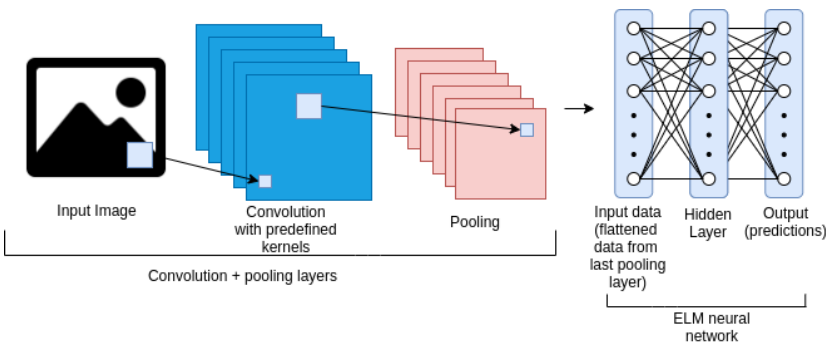 Input Image
Convolution
with predefined
kernels
Pooling
Convolution + pooling layers
Input data
(flattened
data from
last pooling
layer)
Hidden
Layer
Output
(predictions)
ELM neural
network